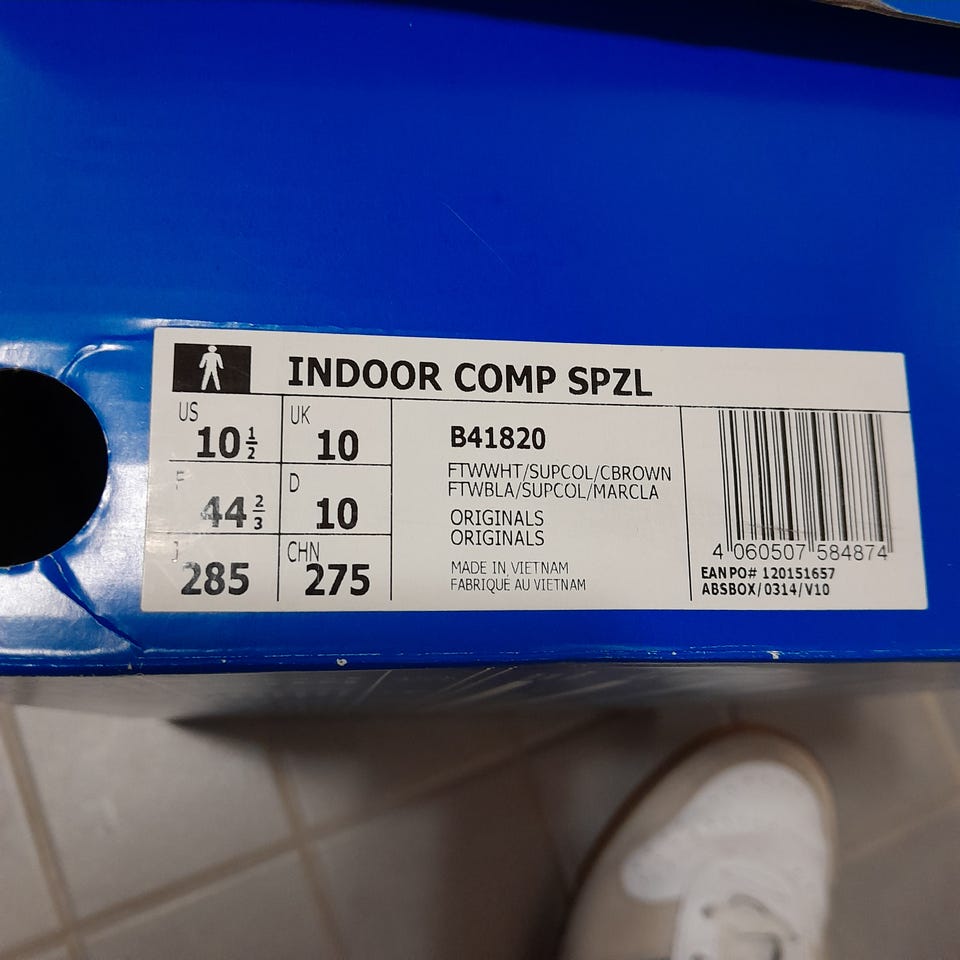 INDOOR COMP SPZL
US 10 1/2
UK 10
F 44 2/3
D 10
J 285
CHN 275
B41820
FTWWHT/SUPCOL/CBROWN
FTWBLA/SUPCOL/MARCLA
ORIGINALS
ORIGINALS
MADE IN VIETNAM
FABRIQUÉ AU VIETNAM
4 060507 584874
EAN PO# 120151657
ABSBOX/0314/V10